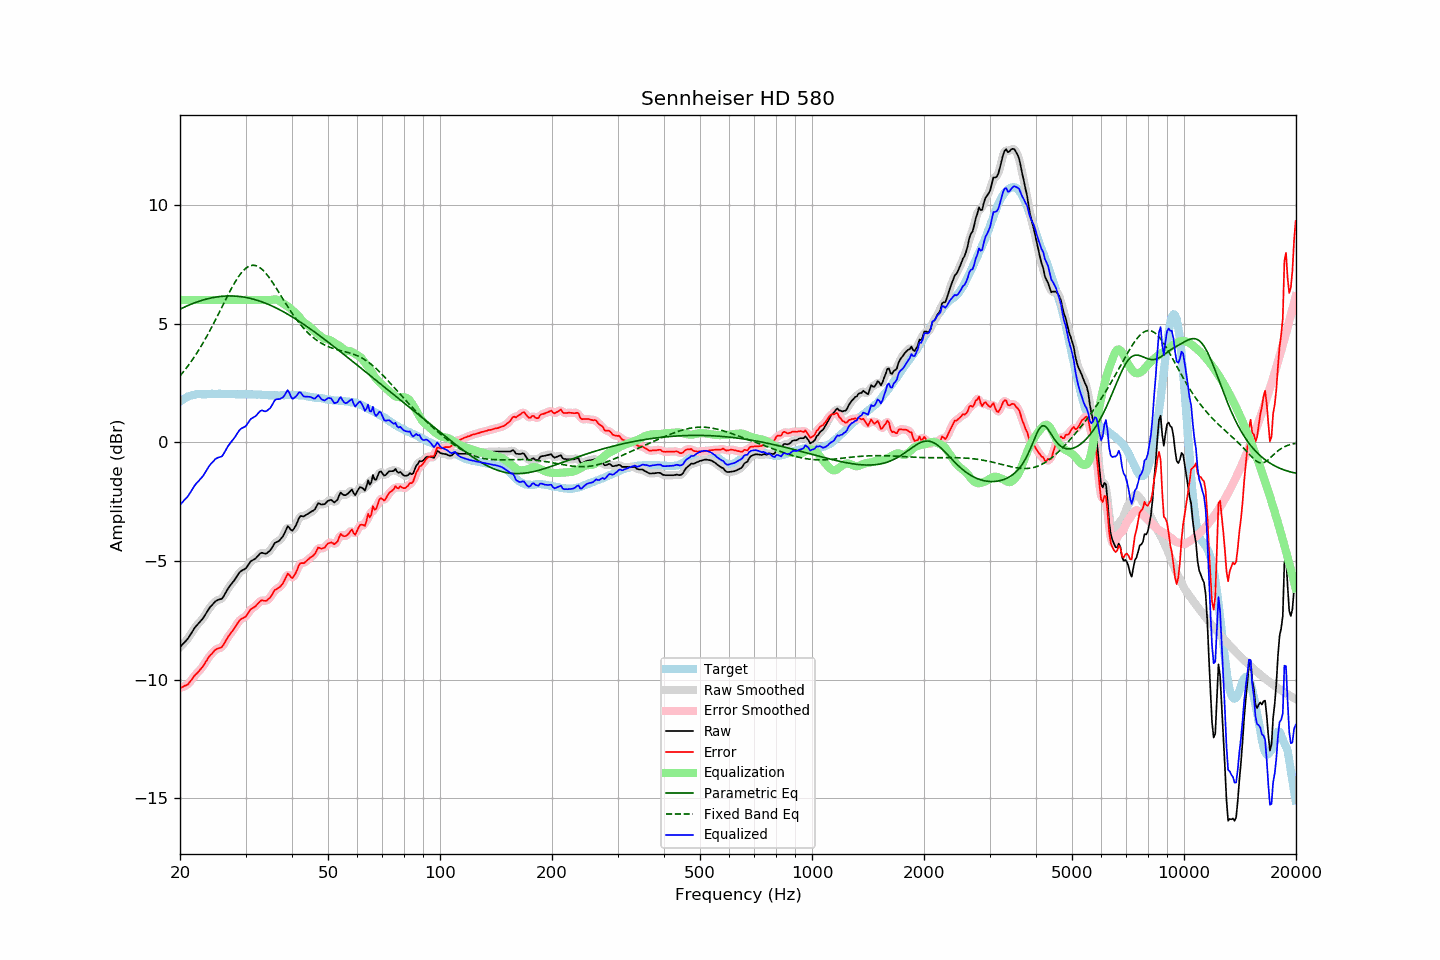 Sennheiser HD 580
Amplitude (dBr)
10
5
0
−5
−10
−15
Target
Raw Smoothed
Error Smoothed
Raw
Error
Equalization
Parametric Eq
Fixed Band Eq
Equalized
20 50 100 200 500 1000 2000 5000 10000 20000
Frequency (Hz)